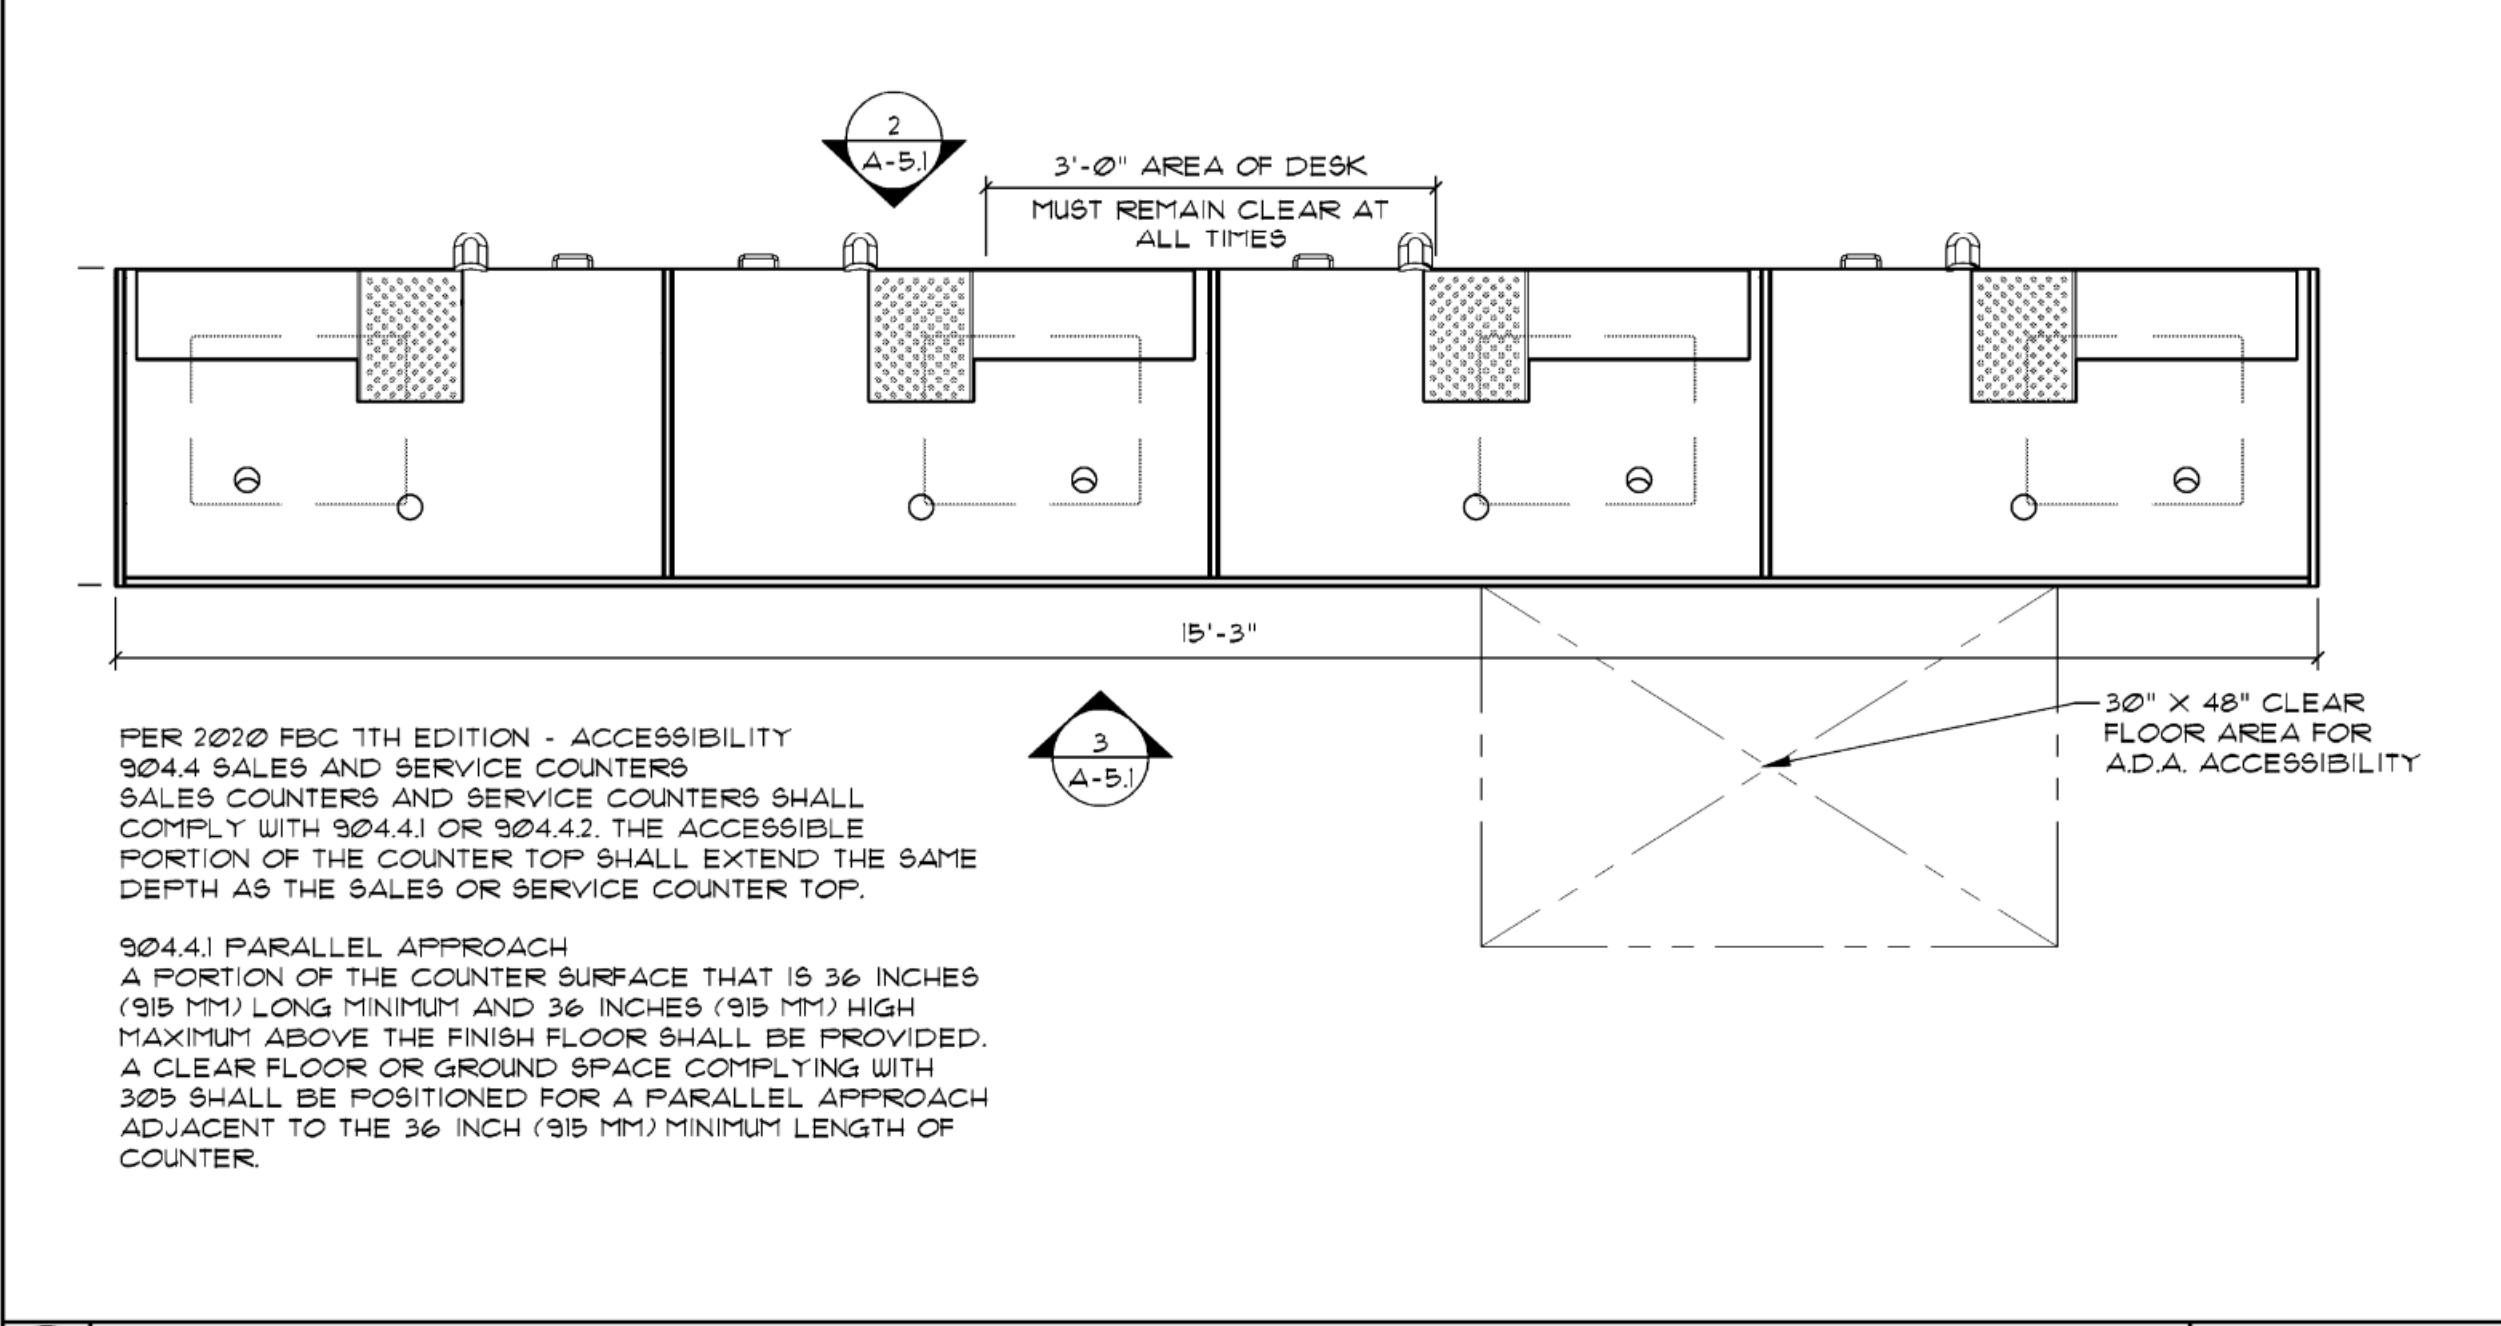 2
A-5.1
3'-0" AREA OF DESK
MUST REMAIN CLEAR AT
ALL TIMES
15'-3"
3
A-5.1
30" X 48" CLEAR
FLOOR AREA FOR
A.D.A. ACCESSIBILITY
PER 2020 FBC 7TH EDITION - ACCESSIBILITY
904.4 SALES AND SERVICE COUNTERS
SALES COUNTERS AND SERVICE COUNTERS SHALL
COMPLY WITH 904.4.1 OR 904.4.2. THE ACCESSIBLE
PORTION OF THE COUNTER TOP SHALL EXTEND THE SAME
DEPTH AS THE SALES OR SERVICE COUNTER TOP.
904.4.1 PARALLEL APPROACH
A PORTION OF THE COUNTER SURFACE THAT IS 36 INCHES
(915 MM) LONG MINIMUM AND 36 INCHES (915 MM) HIGH
MAXIMUM ABOVE THE FINISH FLOOR SHALL BE PROVIDED.
A CLEAR FLOOR OR GROUND SPACE COMPLYING WITH
305 SHALL BE POSITIONED FOR A PARALLEL APPROACH
ADJACENT TO THE 36 INCH (915 MM) MINIMUM LENGTH OF
COUNTER.